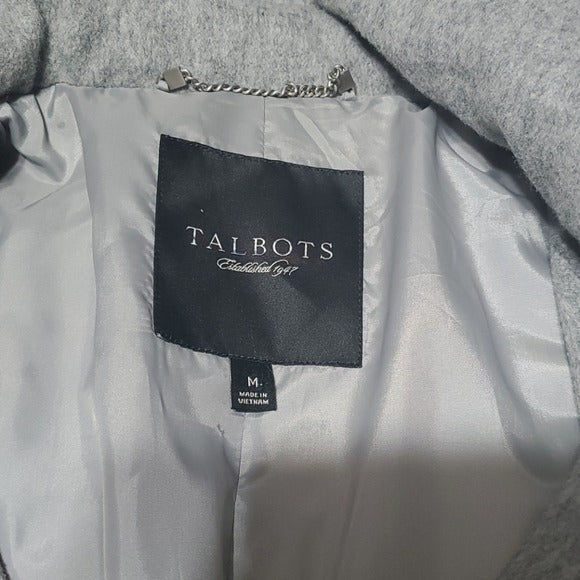 TALBOTS
Established 1947
M
MADE IN
VIETNAM